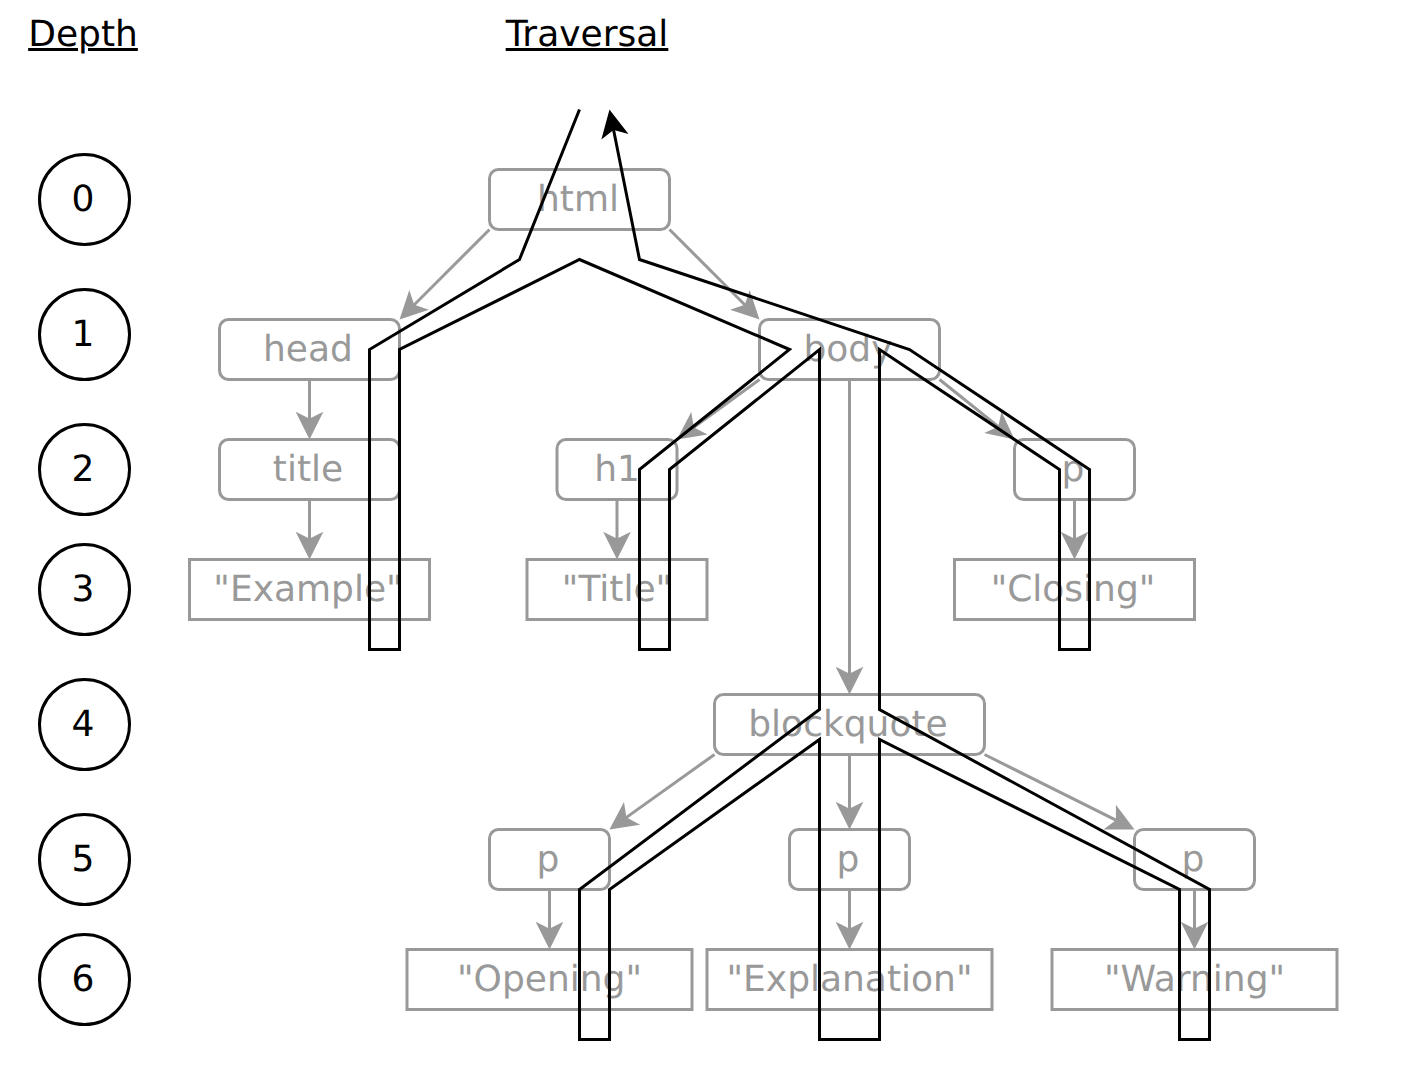 Depth Traversal
0 html
1 head body
2 title h1 p
3 "Example" "Title" "Closing"
4 blockquote
5 p p p
6 "Opening" "Explanation" "Warning"